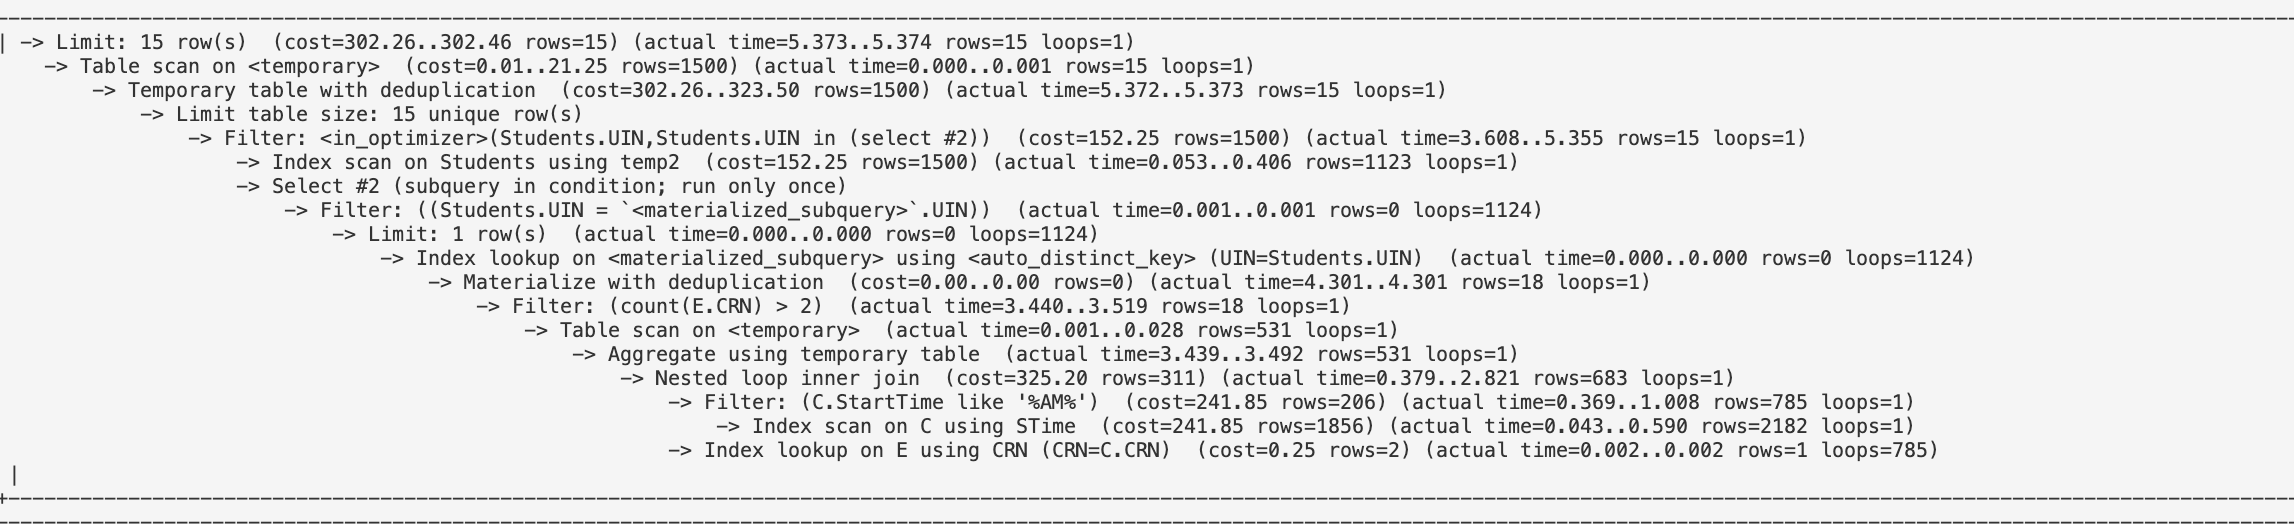 | -> Limit: 15 row(s)  (cost=302.26..302.46 rows=15) (actual time=5.373..5.374 rows=15 loops=1)
    -> Table scan on <temporary>  (cost=0.01..21.25 rows=1500) (actual time=0.000..0.001 rows=15 loops=1)
        -> Temporary table with deduplication  (cost=302.26..323.50 rows=1500) (actual time=5.372..5.373 rows=15 loops=1)
            -> Limit table size: 15 unique row(s)
                -> Filter: <in_optimizer>(Students.UIN,Students.UIN in (select #2))  (cost=152.25 rows=1500) (actual time=3.608..5.355 rows=15 loops=1)
                    -> Index scan on Students using temp2  (cost=152.25 rows=1500) (actual time=0.053..0.406 rows=1123 loops=1)
                    -> Select #2 (subquery in condition; run only once)
                        -> Filter: ((Students.UIN = `<materialized_subquery>`.UIN))  (actual time=0.001..0.001 rows=0 loops=1124)
                            -> Limit: 1 row(s)  (actual time=0.000..0.000 rows=0 loops=1124)
                                -> Index lookup on <materialized_subquery> using <auto_distinct_key> (UIN=Students.UIN)  (actual time=0.000..0.000 rows=0 loops=1124)
                                    -> Materialize with deduplication  (cost=0.00..0.00 rows=0) (actual time=4.301..4.301 rows=18 loops=1)
                                        -> Filter: (count(E.CRN) > 2)  (actual time=3.440..3.519 rows=18 loops=1)
                                            -> Table scan on <temporary>  (actual time=0.001..0.028 rows=531 loops=1)
                                                -> Aggregate using temporary table  (actual time=3.439..3.492 rows=531 loops=1)
                                                    -> Nested loop inner join  (cost=325.20 rows=311) (actual time=0.379..2.821 rows=683 loops=1)
                                                        -> Filter: (C.StartTime like '%AM%')  (cost=241.85 rows=206) (actual time=0.369..1.008 rows=785 loops=1)
                                                            -> Index scan on C using STime  (cost=241.85 rows=1856) (actual time=0.043..0.590 rows=2182 loops=1)
                                                        -> Index lookup on E using CRN (CRN=C.CRN)  (cost=0.25 rows=2) (actual time=0.002..0.002 rows=1 loops=785)
 |